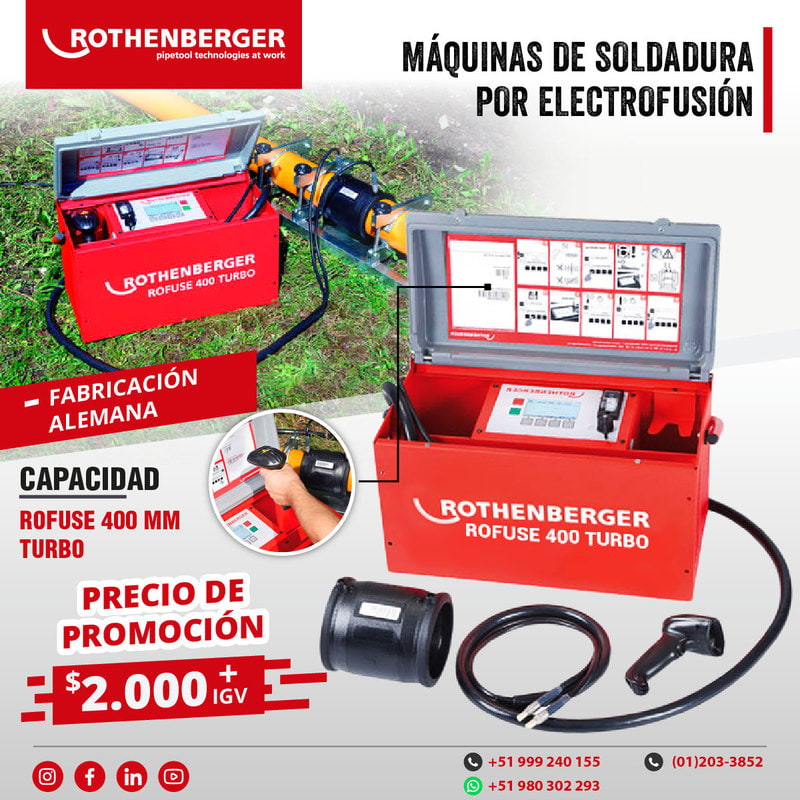 ROTHENBERGER
pipetool technologies at work
MÁQUINAS DE SOLDADURA
POR ELECTROFUSIÓN
ROTHENBERGER
ROFUSE 400 TURBO
- FABRICACIÓN
ALEMANA
CAPACIDAD
ROFUSE 400 MM
TURBO
ROTHENBERGER
ROTHENBERGER
ROFUSE 400 TURBO
PRECIO DE
PROMOCIÓN
$2.000 + IGV
+51 999 240 155
(01)203-3852
+51 980 302 293